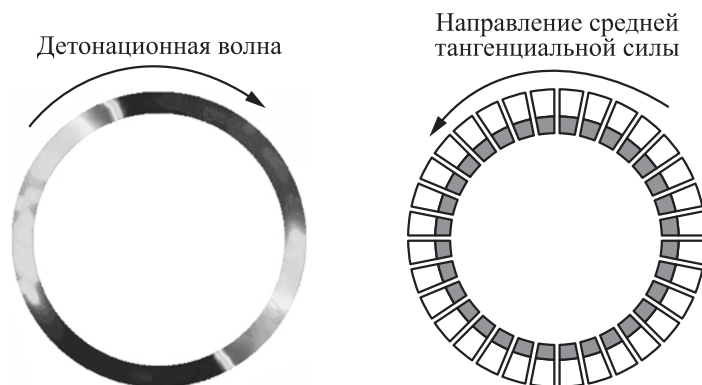 Детонационная волна
Направление средней
тангенциальной силы